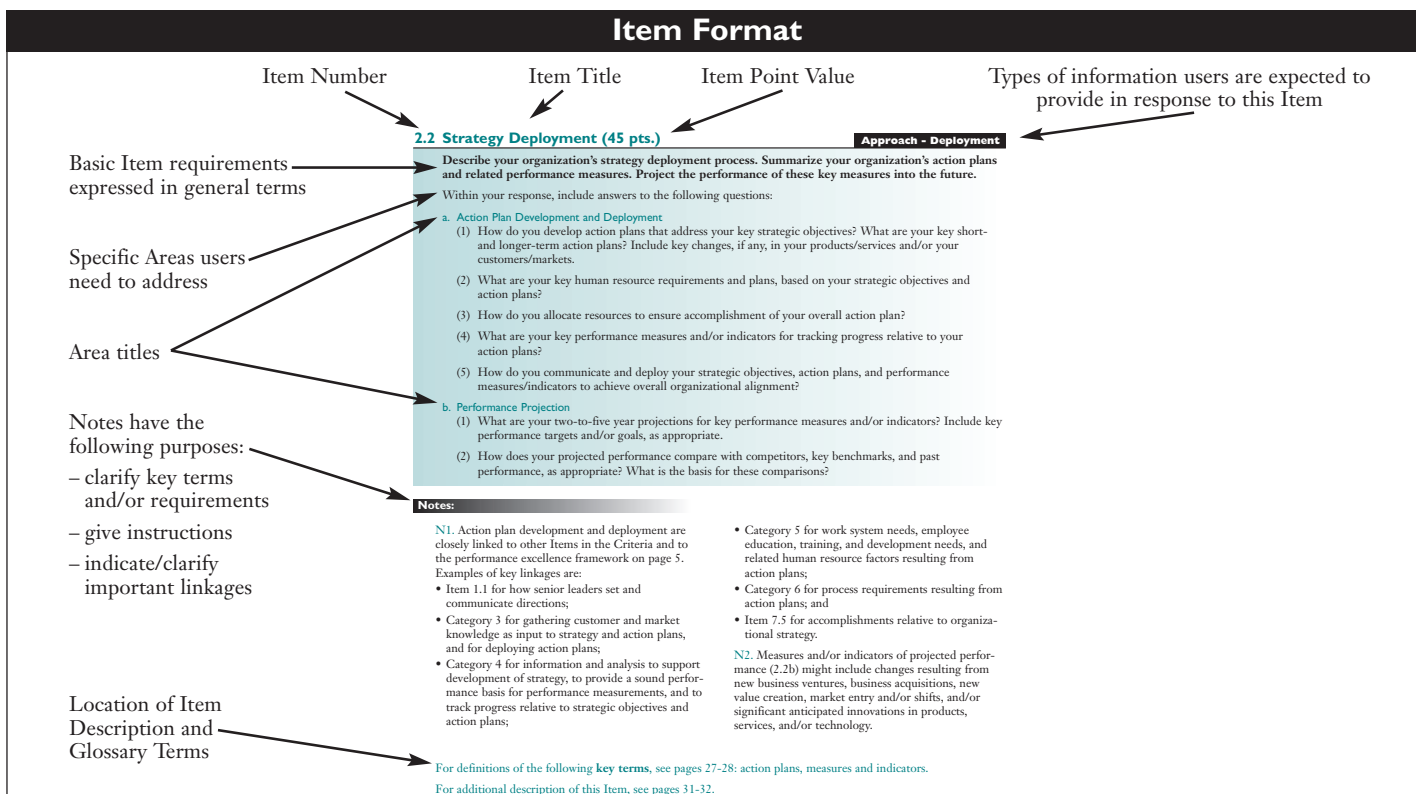 Item Format
Item Number
Item Title
Item Point Value
Types of information users are expected to
provide in response to this Item
2.2 Strategy Deployment (45 pts.)
Approach - Deployment
Basic Item requirements
expressed in general terms
Describe your organization's strategy deployment process. Summarize your organization's action plans
and related performance measures. Project the performance of these key measures into the future.
Within your response, include answers to the following questions:
Specific Areas users
need to address
Area titles
a. Action Plan Development and Deployment
(1) How do you develop action plans that address your key strategic objectives? What are your key short-
and longer-term action plans? Include key changes, if any, in your products/services and/or your
customers/markets.
(2) What are your key human resource requirements and plans, based on your strategic objectives and
action plans?
(3) How do you allocate resources to ensure accomplishment of your overall action plan?
(4) What are your key performance measures and/or indicators for tracking progress relative to your
action plans?
(5) How do you communicate and deploy your strategic objectives, action plans, and performance
measures/indicators to achieve overall organizational alignment?
b. Performance Projection
(1) What are your two-to-five year projections for key performance measures and/or indicators? Include key
performance targets and/or goals, as appropriate.
(2) How does your projected performance compare with competitors, key benchmarks, and past
performance, as appropriate? What is the basis for these comparisons?
Notes have the
following purposes:
– clarify key terms
and/or requirements
– give instructions
– indicate/clarify
important linkages
Notes:
N1. Action plan development and deployment are
closely linked to other Items in the Criteria and to
the performance excellence framework on page 5.
Examples of key linkages are:
• Item 1.1 for how senior leaders set and
communicate directions;
• Category 3 for gathering customer and market
knowledge as input to strategy and action plans,
and for deploying action plans;
• Category 4 for information and analysis to support
development of strategy, to provide a sound perfor-
mance basis for performance measurements, and to
track progress relative to strategic objectives and
action plans;
• Category 5 for work system needs, employee
education, training, and development needs, and
related human resource factors resulting from
action plans;
• Category 6 for process requirements resulting from
action plans; and
• Item 7.5 for accomplishments relative to organiza-
tional strategy.
N2. Measures and/or indicators of projected perfor-
mance (2.2b) might include changes resulting from
new business ventures, business acquisitions, new
value creation, market entry and/or shifts, and/or
significant anticipated innovations in products,
services, and/or technology.
Location of Item
Description and
Glossary Terms
For definitions of the following key terms, see pages 27-28: action plans, measures and indicators.
For additional description of this Item, see pages 31-32.